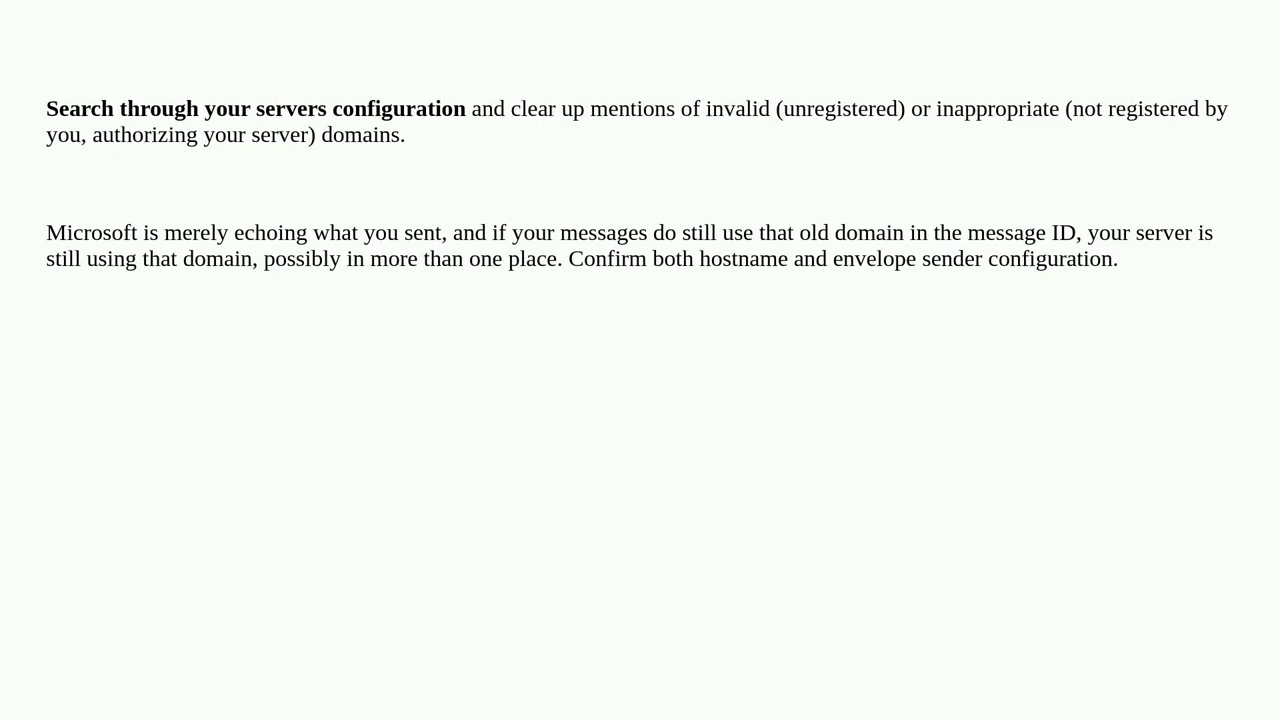 Search through your servers configuration and clear up mentions of invalid (unregistered) or inappropriate (not registered by
you, authorizing your server) domains.
Microsoft is merely echoing what you sent, and if your messages do still use that old domain in the message ID, your server is
still using that domain, possibly in more than one place. Confirm both hostname and envelope sender configuration.